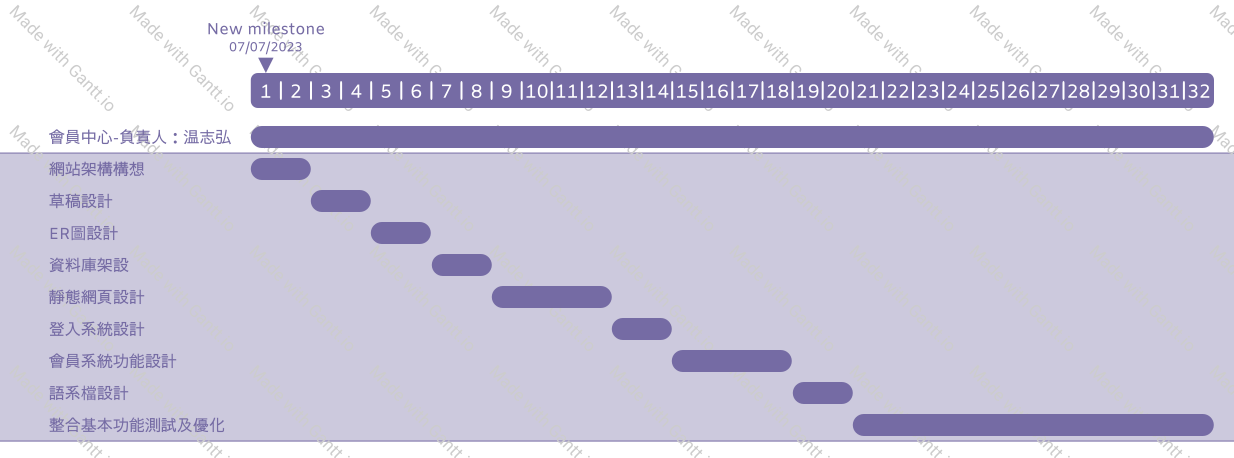 New milestone
07/07/2023
1 | 2 | 3 | 4 | 5 | 6 | 7 | 8 | 9 |10|11|12|13|14|15|16|17|18|19|20|21|22|23|24|25|26|27|28|29|30|31|32
會員中心-負責人：温志弘
網站架構構想
草稿設計
ER圖設計
資料庫架設
靜態網頁設計
登入系統設計
會員系統功能設計
語系檔設計
整合基本功能測試及優化
Made with Gantt.io